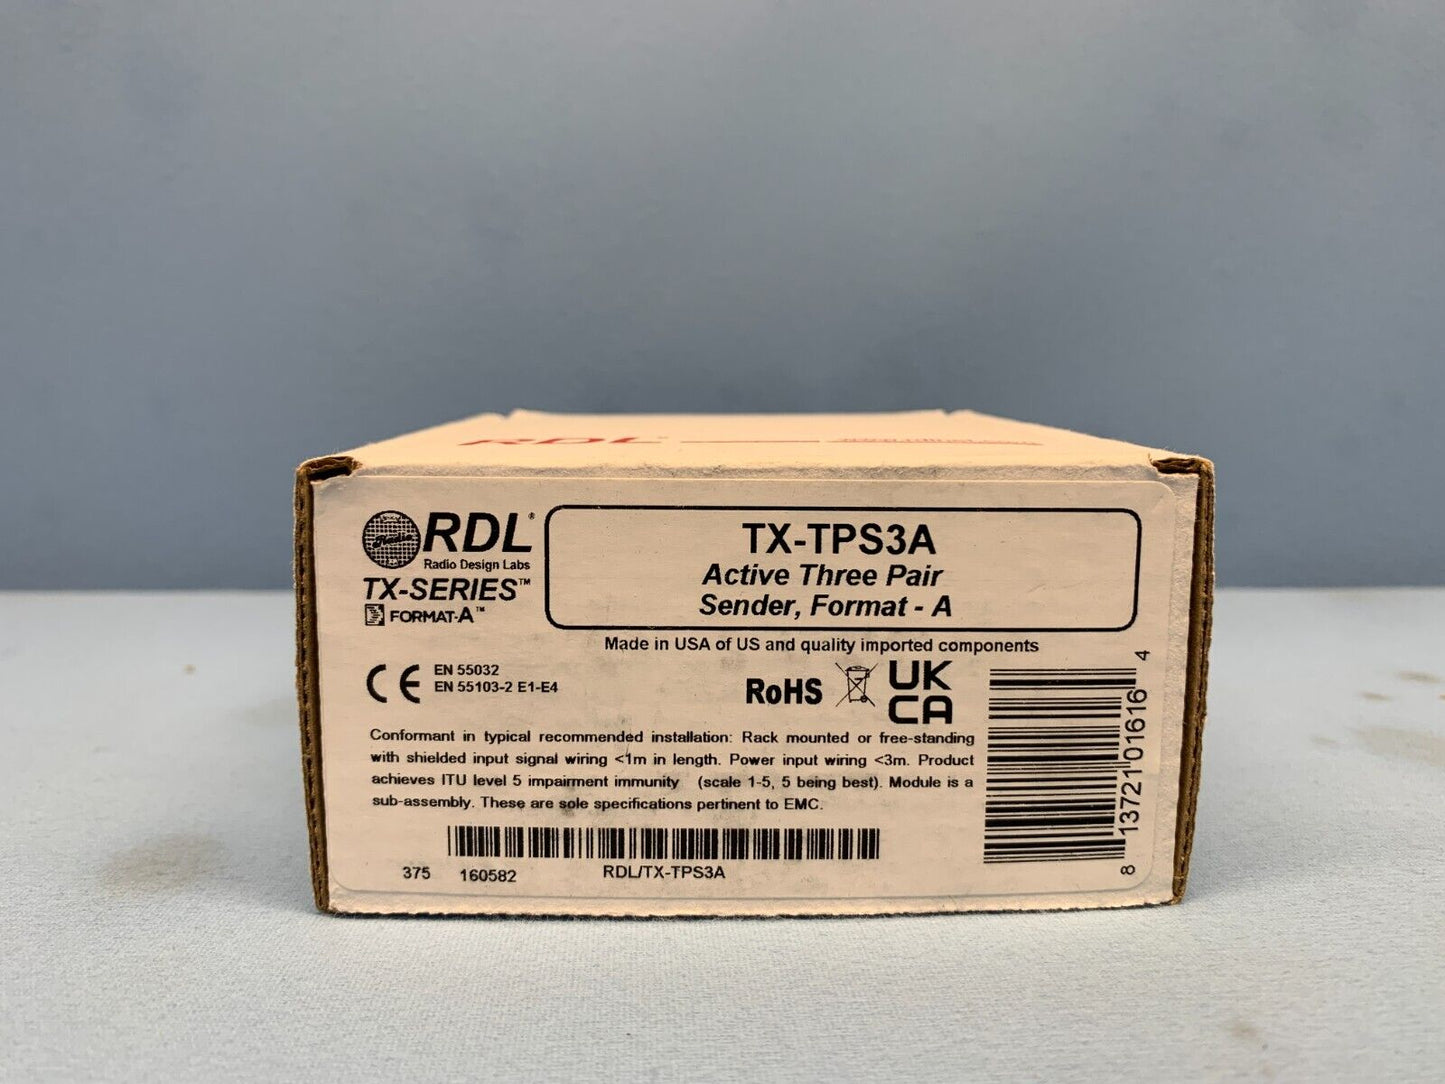 RDL
RDL®
Radio Design Labs
TX-SERIES™
FORMAT-A™
TX-TPS3A
Active Three Pair
Sender, Format - A
Made in USA of US and quality imported components
CE EN 55032
EN 55103-2 E1-E4
RoHS
UK
CA
Conformant in typical recommended installation: Rack mounted or free-standing
with shielded input signal wiring <1m in length. Power input wiring <3m. Product
achieves ITU level 5 impairment immunity (scale 1-5, 5 being best). Module is a
sub-assembly. These are sole specifications pertinent to EMC.
375 160582 RDL/TX-TPS3A
8 13721 01616 4